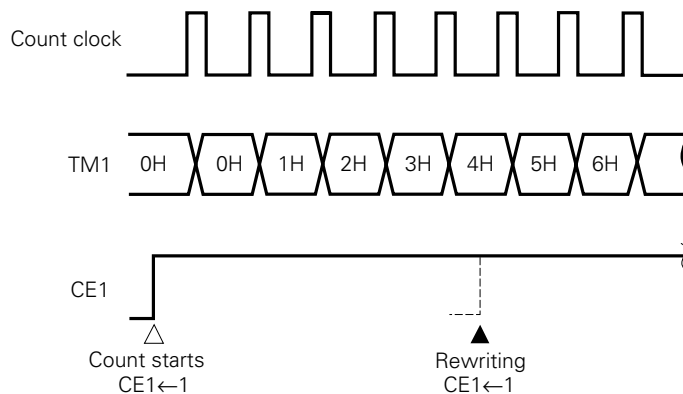 Count clock
TM1
0H 0H 1H 2H 3H 4H 5H 6H
CE1
Count starts
CE1←1
Rewriting
CE1←1